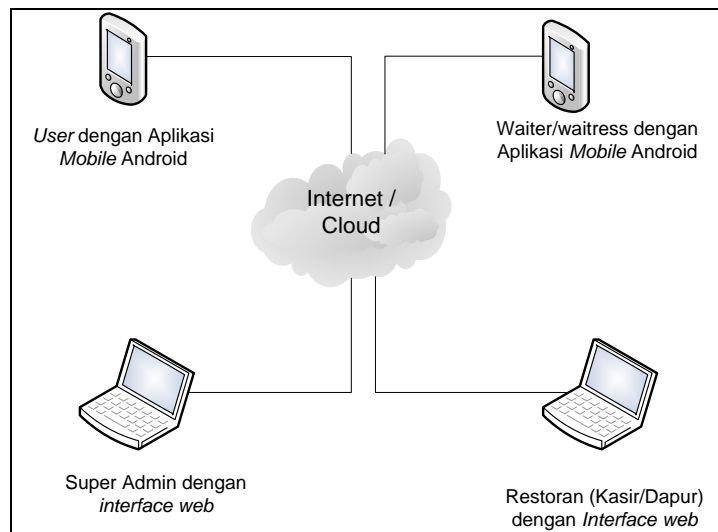 User dengan Aplikasi
Mobile Android
Waiter/waitress dengan
Aplikasi Mobile Android
Internet /
Cloud
Super Admin dengan
interface web
Restoran (Kasir/Dapur)
dengan Interface web